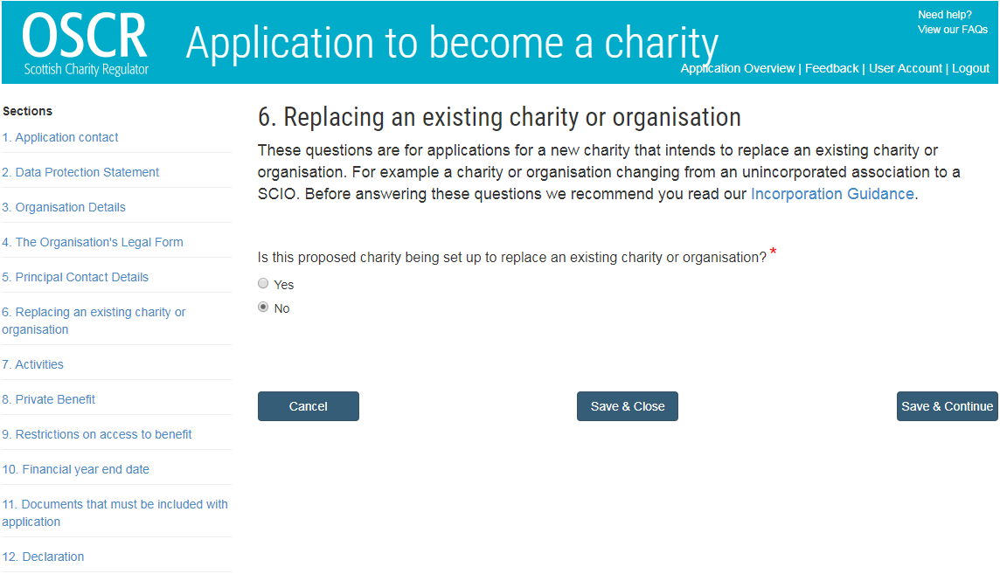 OSCR
Scottish Charity Regulator
Application to become a charity
Need help?
View our FAQs
Application Overview | Feedback | User Account | Logout
Sections
1. Application contact
2. Data Protection Statement
3. Organisation Details
4. The Organisation's Legal Form
5. Principal Contact Details
6. Replacing an existing charity or
organisation
7. Activities
8. Private Benefit
9. Restrictions on access to benefit
10. Financial year end date
11. Documents that must be included with
application
12. Declaration
6. Replacing an existing charity or organisation
These questions are for applications for a new charity that intends to replace an existing charity or
organisation. For example a charity or organisation changing from an unincorporated association to a
SCIO. Before answering these questions we recommend you read our Incorporation Guidance.
Is this proposed charity being set up to replace an existing charity or organisation? *
Yes
No
Cancel
Save & Close
Save & Continue